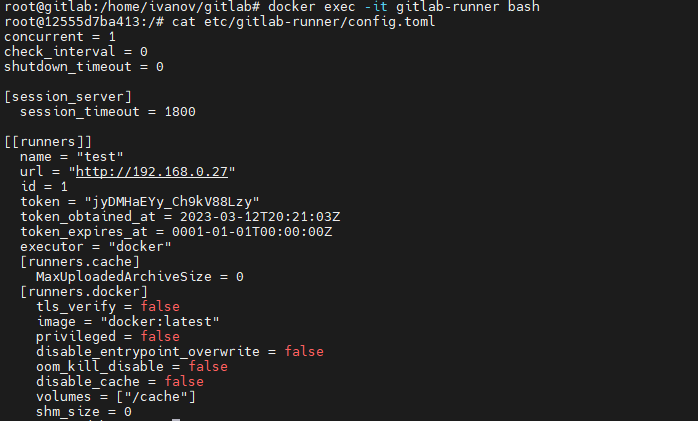 root@gitlab:/home/ivanov/gitlab# docker exec -it gitlab-runner bash
root@12555d7ba413:/# cat etc/gitlab-runner/config.toml
concurrent = 1
check_interval = 0
shutdown_timeout = 0

[session_server]
  session_timeout = 1800

[[runners]]
  name = "test"
  url = "http://192.168.0.27"
  id = 1
  token = "jyDMHaEYy_Ch9kV88Lzy"
  token_obtained_at = 2023-03-12T20:21:03Z
  token_expires_at = 0001-01-01T00:00:00Z
  executor = "docker"
  [runners.cache]
    MaxUploadedArchiveSize = 0
  [runners.docker]
    tls_verify = false
    image = "docker:latest"
    privileged = false
    disable_entrypoint_overwrite = false
    oom_kill_disable = false
    disable_cache = false
    volumes = ["/cache"]
    shm_size = 0